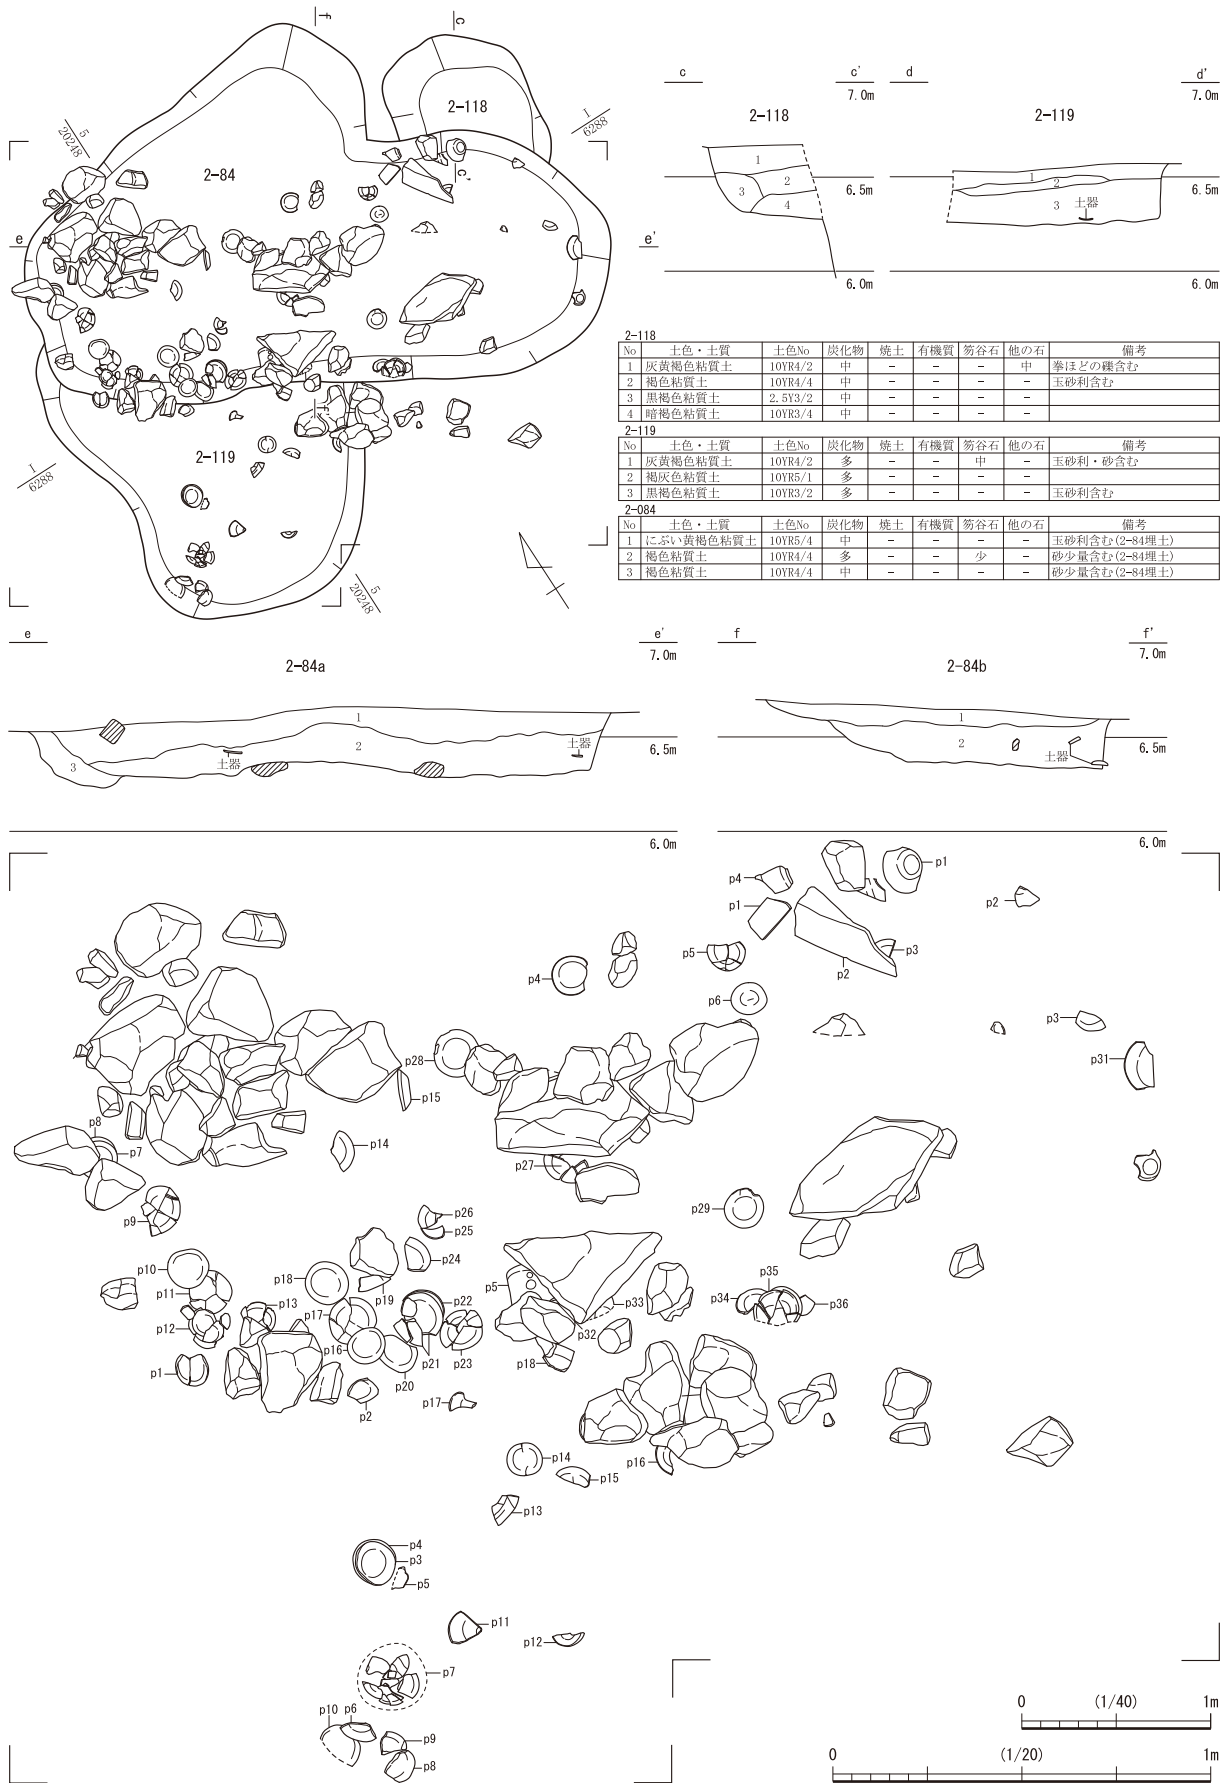 f
c
2-118
1
6288
5
20248
2-84
c'
e
e'
f'
2-119
1
6288
5
20248
c
c'
7.0m
2-118
1
2
3
4
6.5m
6.0m
d
d'
7.0m
2-119
1
2
3
土器
6.5m
6.0m
2-118
No 土色・土質 土色No 炭化物 焼土 有機質 笏谷石 他の石 備考
1 灰黄褐色粘質土 10YR4/2 中 − − − 中 拳ほどの礫含む
2 褐色粘質土 10YR4/4 中 − − − − 玉砂利含む
3 黒褐色粘質土 2.5Y3/2 中 − − − −
4 暗褐色粘質土 10YR3/4 中 − − − −
2-119
No 土色・土質 土色No 炭化物 焼土 有機質 笏谷石 他の石 備考
1 灰黄褐色粘質土 10YR4/2 多 − − 中 − 玉砂利・砂含む
2 褐灰色粘質土 10YR5/1 多 − − − −
3 黒褐色粘質土 10YR3/2 多 − − − − 玉砂利含む
2-084
No 土色・土質 土色No 炭化物 焼土 有機質 笏谷石 他の石 備考
1 にぶい黄褐色粘質土 10YR5/4 中 − − − − 玉砂利含む(2-84埋土)
2 褐色粘質土 10YR4/4 多 − − 少 − 砂少量含む(2-84埋土)
3 褐色粘質土 10YR4/4 中 − − − − 砂少量含む(2-84埋土)
e
e'
7.0m
2-84a
1
2
3
土器
土器
6.5m
6.0m
f
f'
7.0m
2-84b
1
2
土器
6.5m
6.0m
p4
p1
p1
p2
p5
p3
p2
p4
p6
p3
p28
p31
p15
p8
p7
p14
p27
p9
p26
p25
p29
p24
p10
p18
p5
p11
p19
p33
p35
p34
p36
p13
p17
p22
p12
p32
p16
p21
p23
p18
p1
p20
p2
p17
p14
p16
p15
p13
p4
p3
p5
p11
p12
p7
p10
p6
p9
p8
0 (1/40) 1m
0 (1/20) 1m